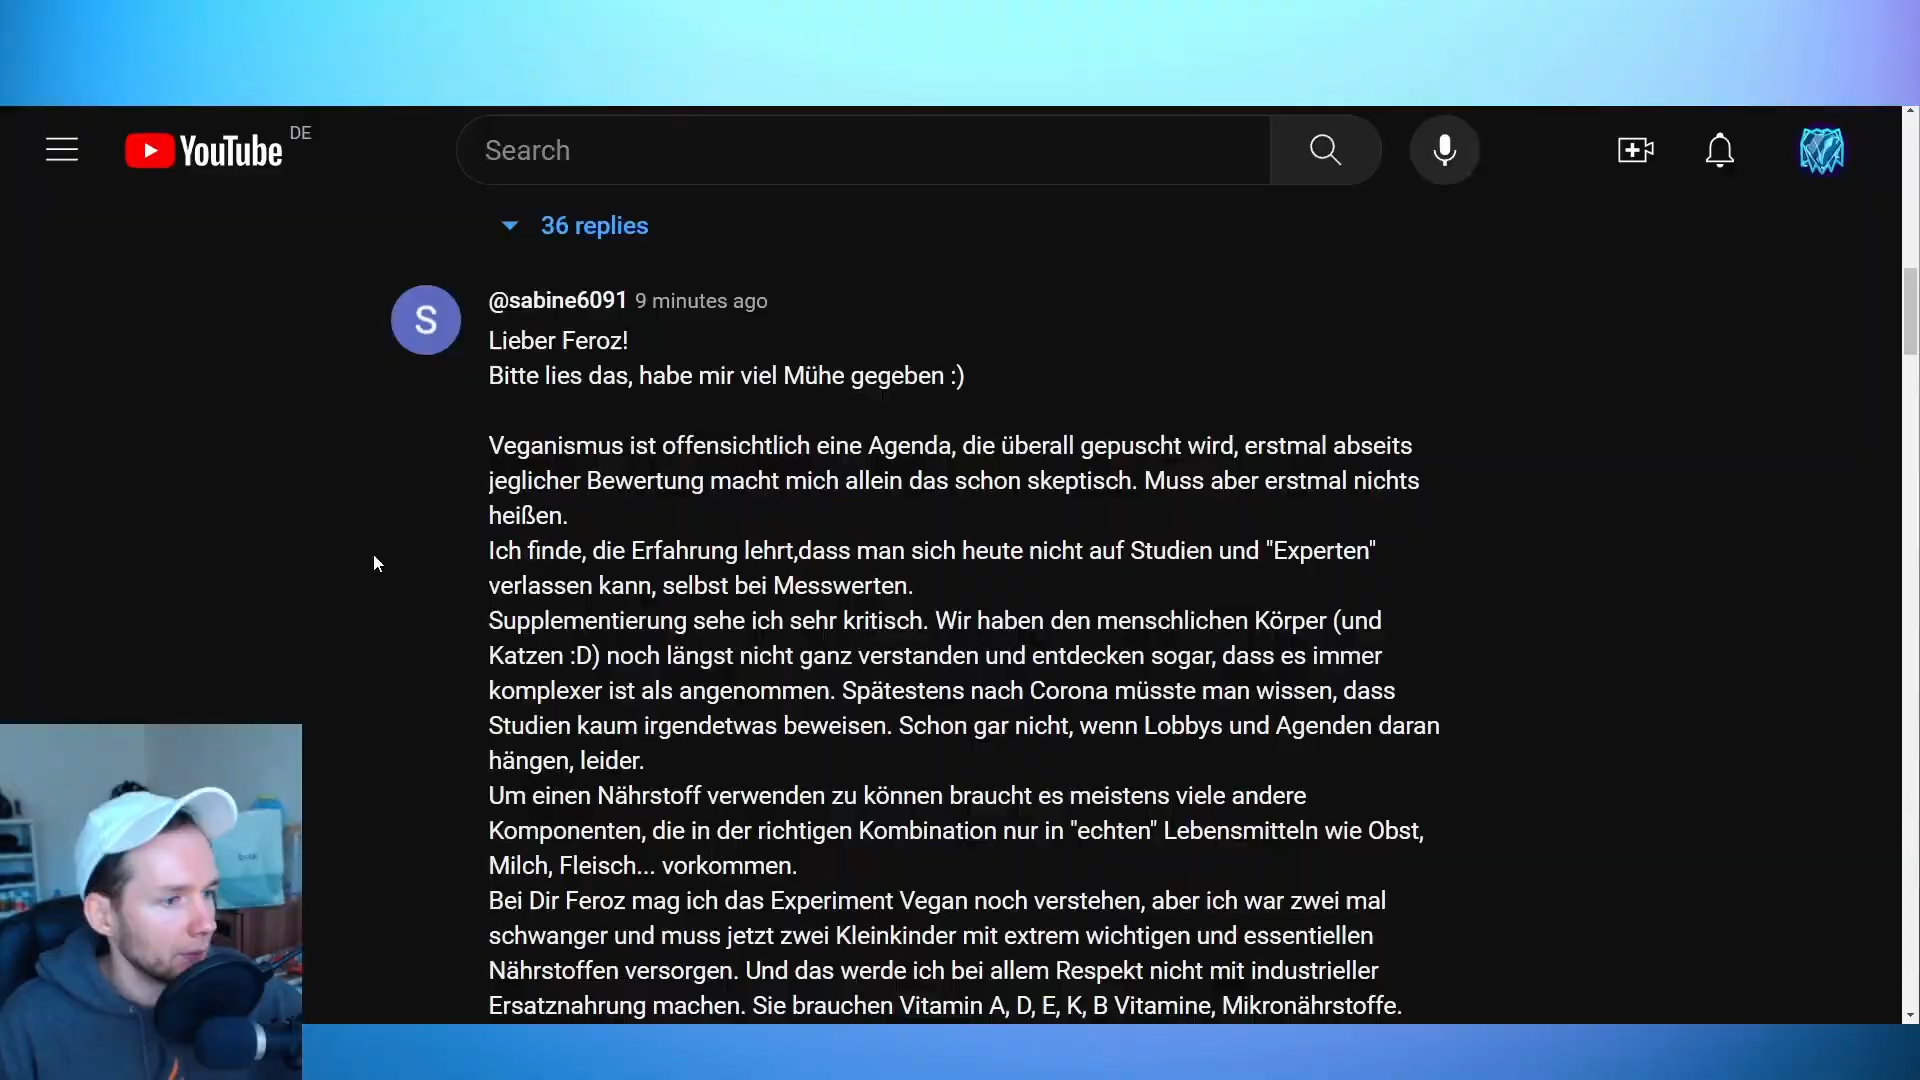 YouTube DE
Search
36 replies
@sabine6091 9 minutes ago
S
Lieber Feroz!
Bitte lies das, habe mir viel Mühe gegeben :)
Veganismus ist offensichtlich eine Agenda, die überall gepuscht wird, erstmal abseits
jeglicher Bewertung macht mich allein das schon skeptisch. Muss aber erstmal nichts
heißen.
Ich finde, die Erfahrung lehrt,dass man sich heute nicht auf Studien und "Experten"
verlassen kann, selbst bei Messwerten.
Supplementierung sehe ich sehr kritisch. Wir haben den menschlichen Körper (und
Katzen :D) noch längst nicht ganz verstanden und entdecken sogar, dass es immer
komplexer ist als angenommen. Spätestens nach Corona müsste man wissen, dass
Studien kaum irgendetwas beweisen. Schon gar nicht, wenn Lobbys und Agenden daran
hängen, leider.
Um einen Nährstoff verwenden zu können braucht es meistens viele andere
Komponenten, die in der richtigen Kombination nur in "echten" Lebensmitteln wie Obst,
Milch, Fleisch... vorkommen.
Bei Dir Feroz mag ich das Experiment Vegan noch verstehen, aber ich war zwei mal
schwanger und muss jetzt zwei Kleinkinder mit extrem wichtigen und essentiellen
Nährstoffen versorgen. Und das werde ich bei allem Respekt nicht mit industrieller
Ersatznahrung machen. Sie brauchen Vitamin A, D, E, K, B Vitamine, Mikronährstoffe.